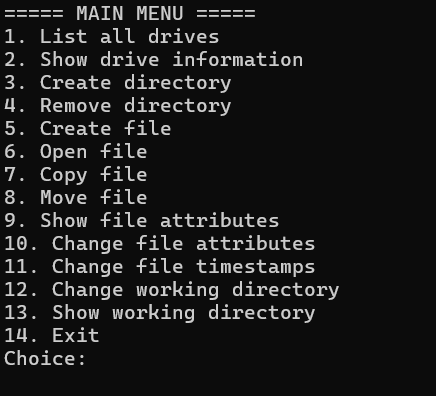 ===== MAIN MENU =====
1. List all drives
2. Show drive information
3. Create directory
4. Remove directory
5. Create file
6. Open file
7. Copy file
8. Move file
9. Show file attributes
10. Change file attributes
11. Change file timestamps
12. Change working directory
13. Show working directory
14. Exit
Choice: